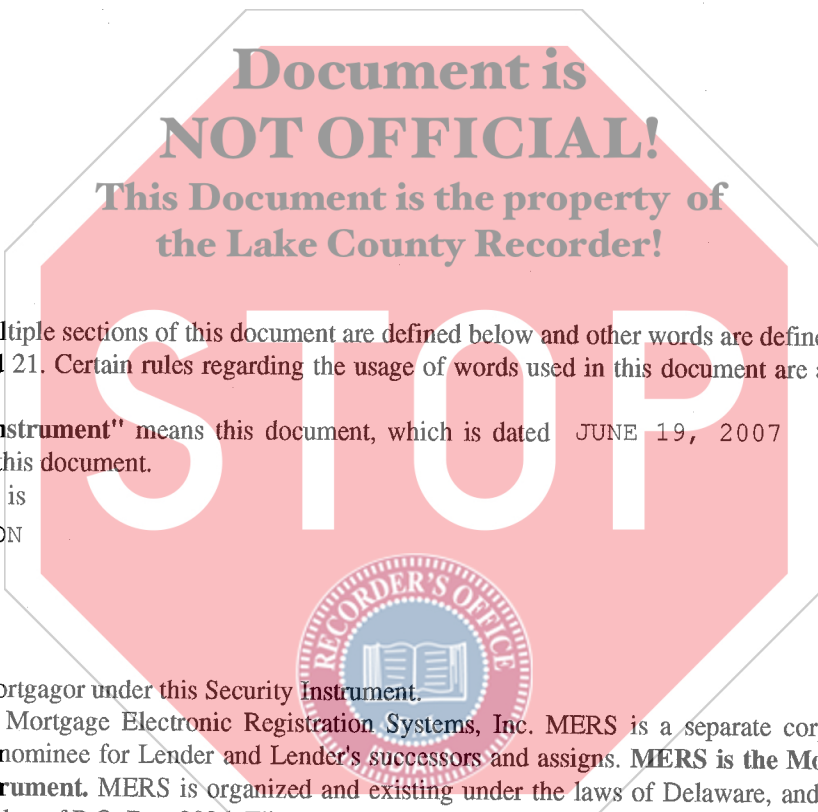 Document is
NOT OFFICIAL!
This Document is the property of
the Lake County Recorder!
ltiple sections of this document are defined below and other words are define
21. Certain rules regarding the usage of words used in this document are a
nstrument" means this document, which is dated JUNE 19, 2007
this document.
is
ON
STOP
RECORDER'S OFFICE
ortgagor under this Security Instrument.
Mortgage Electronic Registration Systems, Inc. MERS is a separate cor
nominee for Lender and Lender's successors and assigns. MERS is the Mo
rument. MERS is organized and existing under the laws of Delaware, and